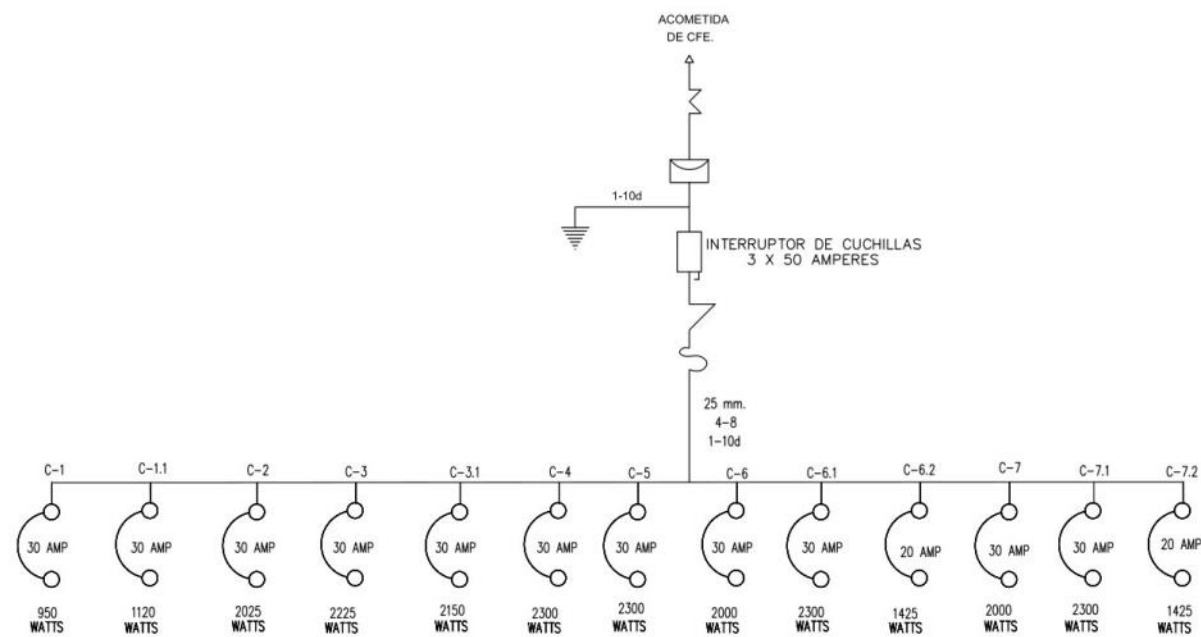 ACOMETIDA
DE CFE.
1-10d
INTERRUPTOR DE CUCHILLAS
3 X 50 AMPERES
25 mm.
4-8
1-10d
C-1 C-1.1 C-2 C-3 C-3.1 C-4 C-5 C-6 C-6.1 C-6.2 C-7 C-7.1 C-7.2
30 AMP 30 AMP 30 AMP 30 AMP 30 AMP 30 AMP 30 AMP 30 AMP 30 AMP 20 AMP 30 AMP 30 AMP 20 AMP
950 1120 2025 2225 2150 2300 2300 2000 2300 1425 2000 2300 1425
WATTS WATTS WATTS WATTS WATTS WATTS WATTS WATTS WATTS WATTS WATTS WATTS WATTS